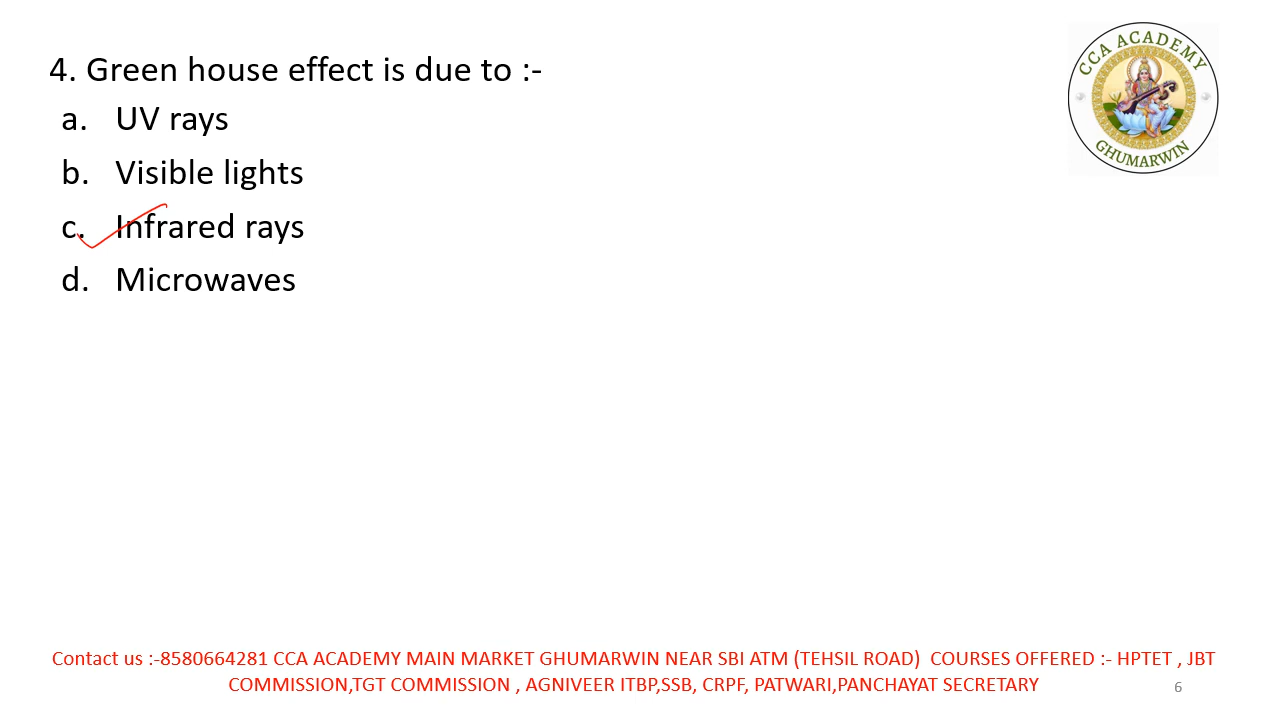 4. Green house effect is due to :-
a. UV rays
b. Visible lights
c. Infrared rays
d. Microwaves
CCA ACADEMY
GHUMARWIN
Contact us :-8580664281 CCA ACADEMY MAIN MARKET GHUMARWIN NEAR SBI ATM (TEHSIL ROAD) COURSES OFFERED :- HPTET , JBT
COMMISSION,TGT COMMISSION , AGNIVEER ITBP,SSB, CRPF, PATWARI,PANCHAYAT SECRETARY
6